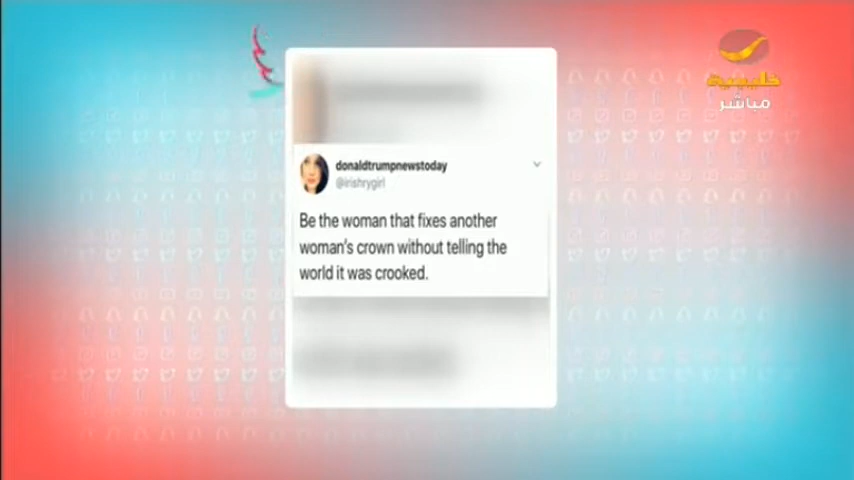 خليجية
مباشر
donaldtrumpnewstoday
@irishrygirl
Be the woman that fixes another
woman's crown without telling the
world it was crooked.